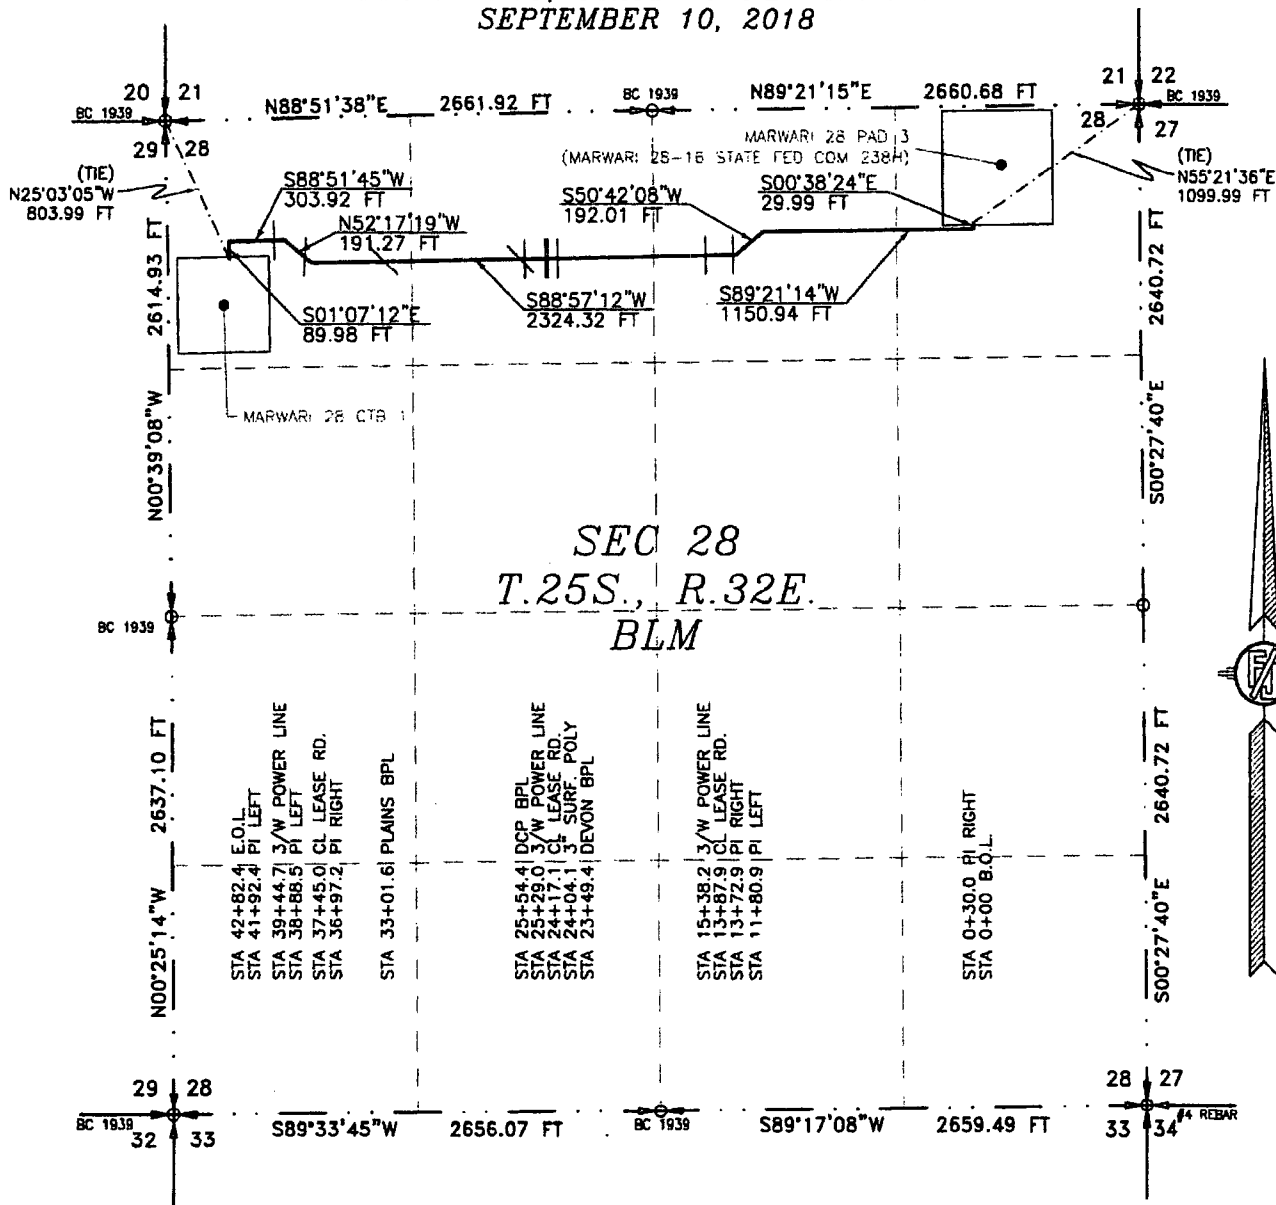 SEPTEMBER 10, 2018
20 21
BC 1939
29 28
N88°51'38"E 2661.92 FT
BC 1939
N89°21'15"E 2660.68 FT
21 22
BC 1939
28 27
(TIE)
N25°03'05"W
803.99 FT
(TIE)
N55°21'36"E
1099.99 FT
MARWARI 28 PAD 3
(MARWARI 28-16 STATE FED COM 238H)
S88°51'45"W
303.92 FT
N52°17'19"W
191.27 FT
S50°42'08"W
192.01 FT
S00°38'24"E
29.99 FT
S01°07'12"E
89.98 FT
S88°57'12"W
2324.32 FT
S89°21'14"W
1150.94 FT
MARWARI 28 CTB 1
N00°39'08"W 2614.93 FT
S00°27'40"E 2640.72 FT
SEC 28
T.25S., R.32E.
BLM
BC 1939
N00°25'14"W 2637.10 FT
S00°27'40"E 2640.72 FT
STA 42+82.4 E.O.L.
STA 41+92.4 PI LEFT
STA 39+44.7 3/W POWER LINE
STA 38+88.5 PI LEFT
STA 37+45.0 CL LEASE RD.
STA 36+97.2 PI RIGHT
STA 33+01.6 PLAINS BPL
STA 25+54.4 DCP BPL
STA 25+29.0 3/W POWER LINE
STA 24+17.1 CL LEASE RD.
STA 24+04.1 3" SURF. POLY
STA 23+49.4 DEVON BPL
STA 15+38.2 3/W POWER LINE
STA 13+87.9 CL LEASE RD.
STA 13+72.9 PI RIGHT
STA 11+80.9 PI LEFT
STA 0+30.0 PI RIGHT
STA 0+00 B.O.L.
29 28
BC 1939
32 33
S89°33'45"W 2656.07 FT
BC 1939
S89°17'08"W 2659.49 FT
28 27
33 34
#4 REBAR